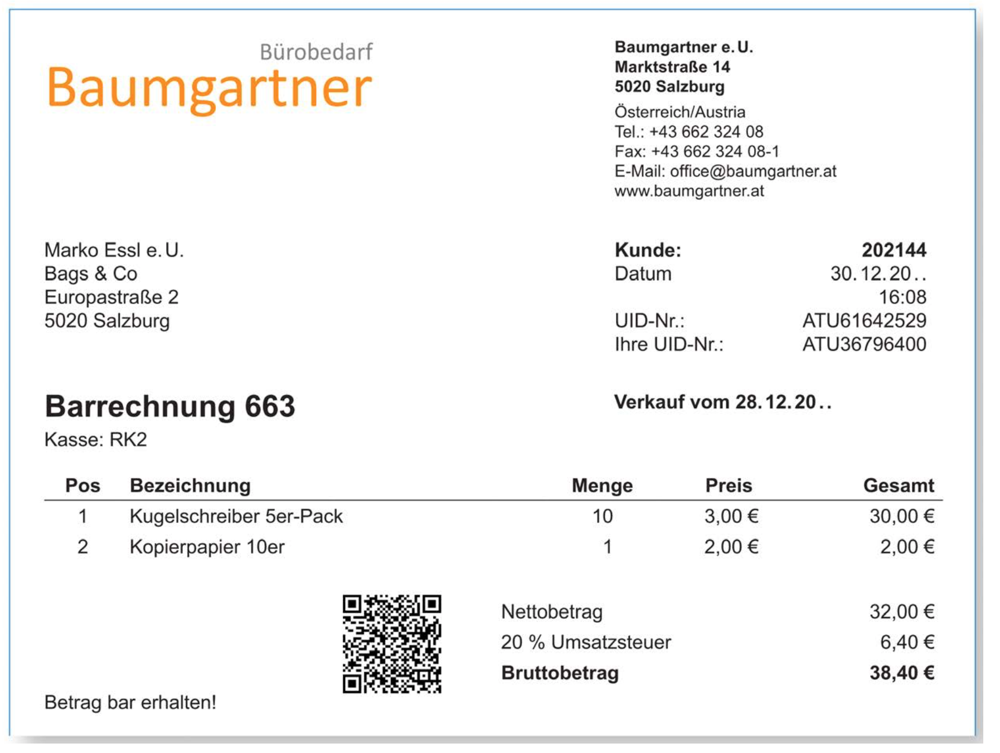 Bürobedarf
Baumgartner
Baumgartner e. U.
Marktstraße 14
5020 Salzburg
Österreich/Austria
Tel.: +43 662 324 08
Fax: +43 662 324 08-1
E-Mail: office@baumgartner.at
www.baumgartner.at
Marko Essl e. U.
Bags & Co
Europastraße 2
5020 Salzburg
Kunde: 202144
Datum 30. 12. 20 . .
16:08
UID-Nr.: ATU61642529
Ihre UID-Nr.: ATU36796400
Barrechnung 663
Kasse: RK2
Verkauf vom 28. 12. 20 . .
Pos Bezeichnung Menge Preis Gesamt
1 Kugelschreiber 5er-Pack 10 3,00 € 30,00 €
2 Kopierpapier 10er 1 2,00 € 2,00 €
Nettobetrag 32,00 €
20 % Umsatzsteuer 6,40 €
Bruttobetrag 38,40 €
Betrag bar erhalten!